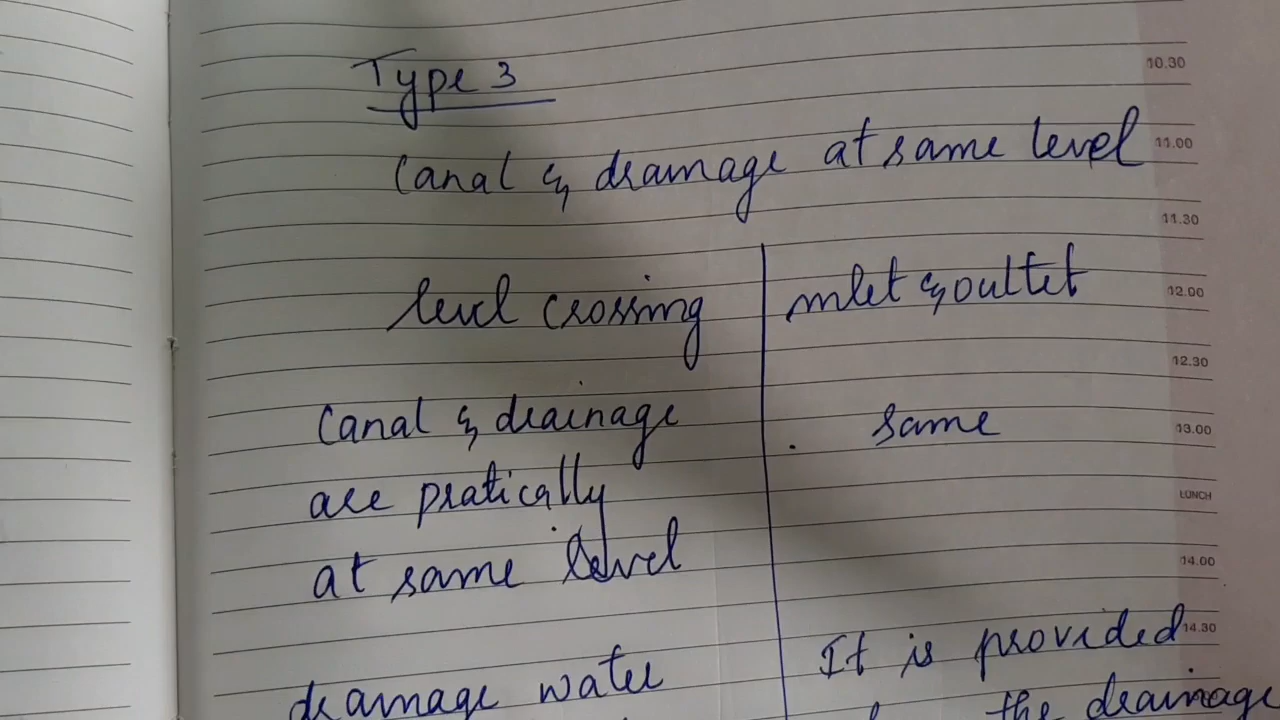 Type 3
10.30
Canal & drainage at same level
11.00
11.30
level crossing
inlet & oultet
12.00
12.30
Canal & drainage
same
13.00
are pratically
LUNCH
at same level
14.00
It is provided
14.30
drainage water
the drainage